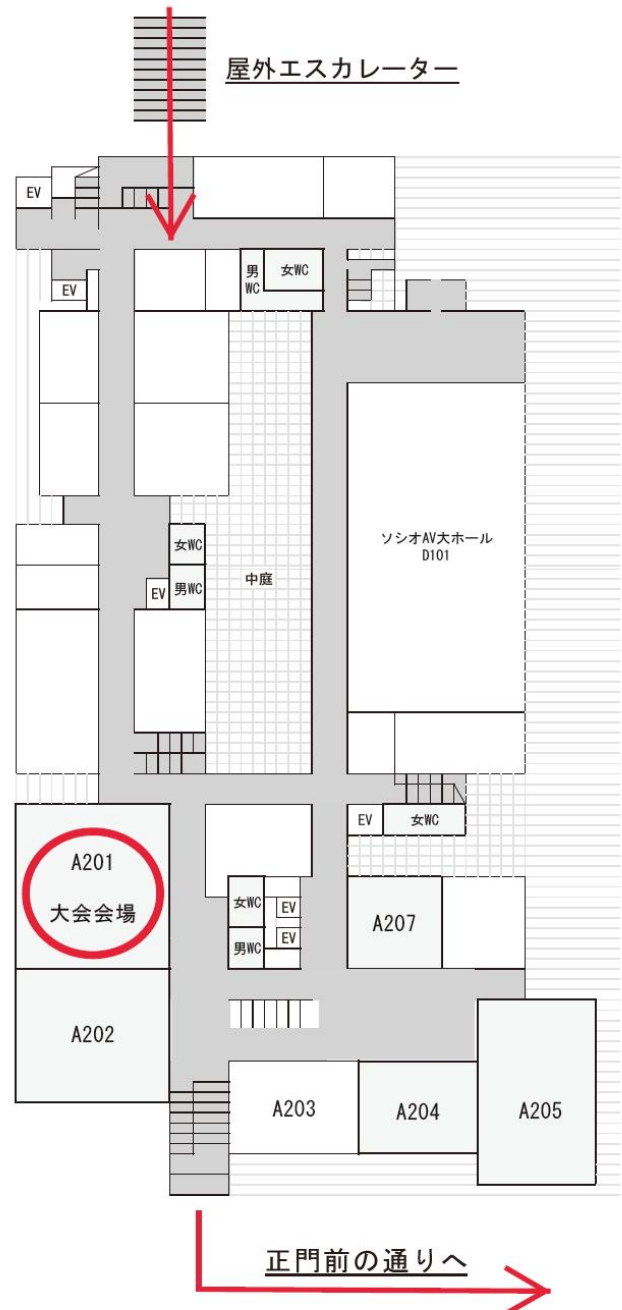 屋外エスカレーター
EV
EV
男
WC
女WC
女WC
EV
男WC
中庭
ソシオAV大ホール
D101
EV
女WC
A201
大会会場
女WC
EV
男WC
EV
A207
A202
A203
A204
A205
正門前の通りへ